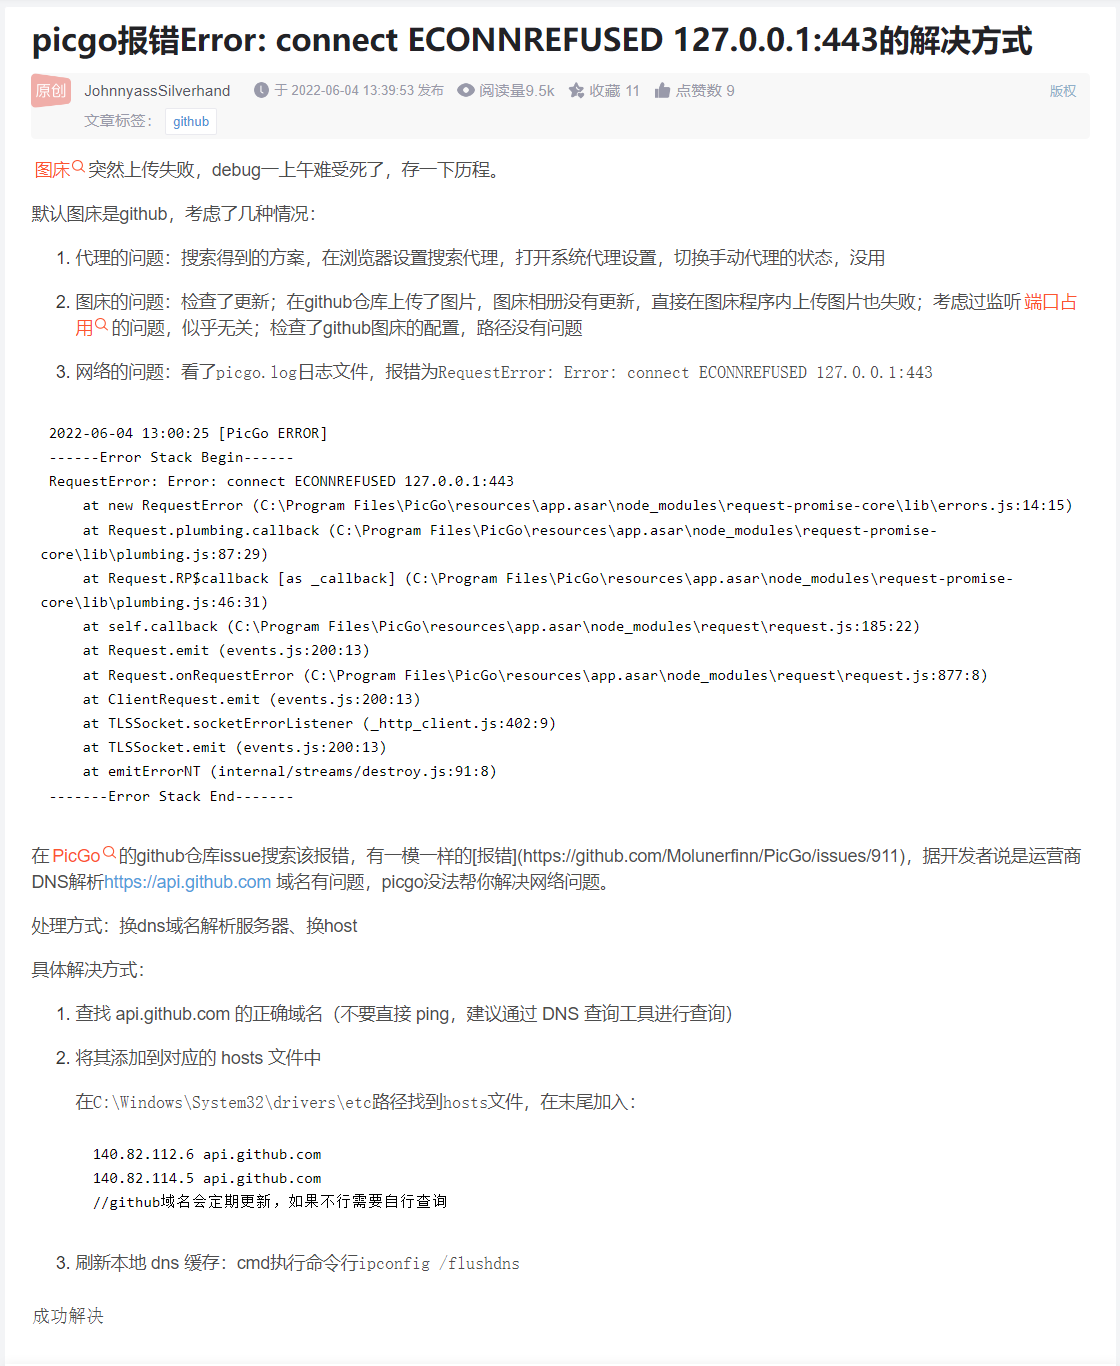 picgo报错Error: connect ECONNREFUSED 127.0.0.1:443的解决方式
原创 JohnnyassSilverhand 于 2022-06-04 13:39:53 发布 阅读量9.5k 收藏 11 点赞数 9 版权
文章标签： github
图床 突然上传失败，debug一上午难受死了，存一下历程。
默认图床是github，考虑了几种情况：
1. 代理的问题：搜索得到的方案，在浏览器设置搜索代理，打开系统代理设置，切换手动代理的状态，没用
2. 图床的问题：检查了更新；在github仓库上传了图片，图床相册没有更新，直接在图床程序内上传图片也失败；考虑过监听 端口占
用 的问题，似乎无关；检查了github图床的配置，路径没有问题
3. 网络的问题：看了picgo.log日志文件，报错为RequestError: Error: connect ECONNREFUSED 127.0.0.1:443
2022-06-04 13:00:25 [PicGo ERROR]
------Error Stack Begin------
RequestError: Error: connect ECONNREFUSED 127.0.0.1:443
at new RequestError (C:\Program Files\PicGo\resources\app.asar\node_modules\request-promise-core\lib\errors.js:14:15)
at Request.plumbing.callback (C:\Program Files\PicGo\resources\app.asar\node_modules\request-promise-
core\lib\plumbing.js:87:29)
at Request.RP$callback [as _callback] (C:\Program Files\PicGo\resources\app.asar\node_modules\request-promise-
core\lib\plumbing.js:46:31)
at self.callback (C:\Program Files\PicGo\resources\app.asar\node_modules\request\request.js:185:22)
at Request.emit (events.js:200:13)
at Request.onRequestError (C:\Program Files\PicGo\resources\app.asar\node_modules\request\request.js:877:8)
at ClientRequest.emit (events.js:200:13)
at TLSSocket.socketErrorListener (_http_client.js:402:9)
at TLSSocket.emit (events.js:200:13)
at emitErrorNT (internal/streams/destroy.js:91:8)
-------Error Stack End-------
在 PicGo 的github仓库issue搜索该报错，有一模一样的[报错](https://github.com/Molunerfinn/PicGo/issues/911)，据开发者说是运营商
DNS解析https://api.github.com 域名有问题，picgo没法帮你解决网络问题。
处理方式：换dns域名解析服务器、换host
具体解决方式：
1. 查找 api.github.com 的正确域名（不要直接 ping，建议通过 DNS 查询工具进行查询）
2. 将其添加到对应的 hosts 文件中
在C:\Windows\System32\drivers\etc路径找到hosts文件，在末尾加入：
140.82.112.6 api.github.com
140.82.114.5 api.github.com
//github域名会定期更新，如果不行需要自行查询
3. 刷新本地 dns 缓存：cmd执行命令行ipconfig /flushdns
成功解决